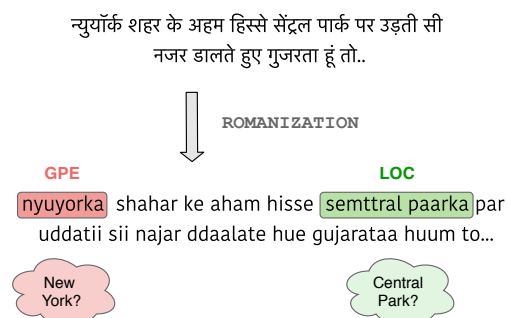 न्युयॉर्क शहर के अहम हिस्से सेंट्रल पार्क पर उड़ती सी
नजर डालते हुए गुजरता हूं तो..
ROMANIZATION
GPE LOC
nyuyorka shahar ke aham hisse semttral paarka par
uddatii sii najar ddaalate hue gujarataa huum to...
New Central
York? Park?